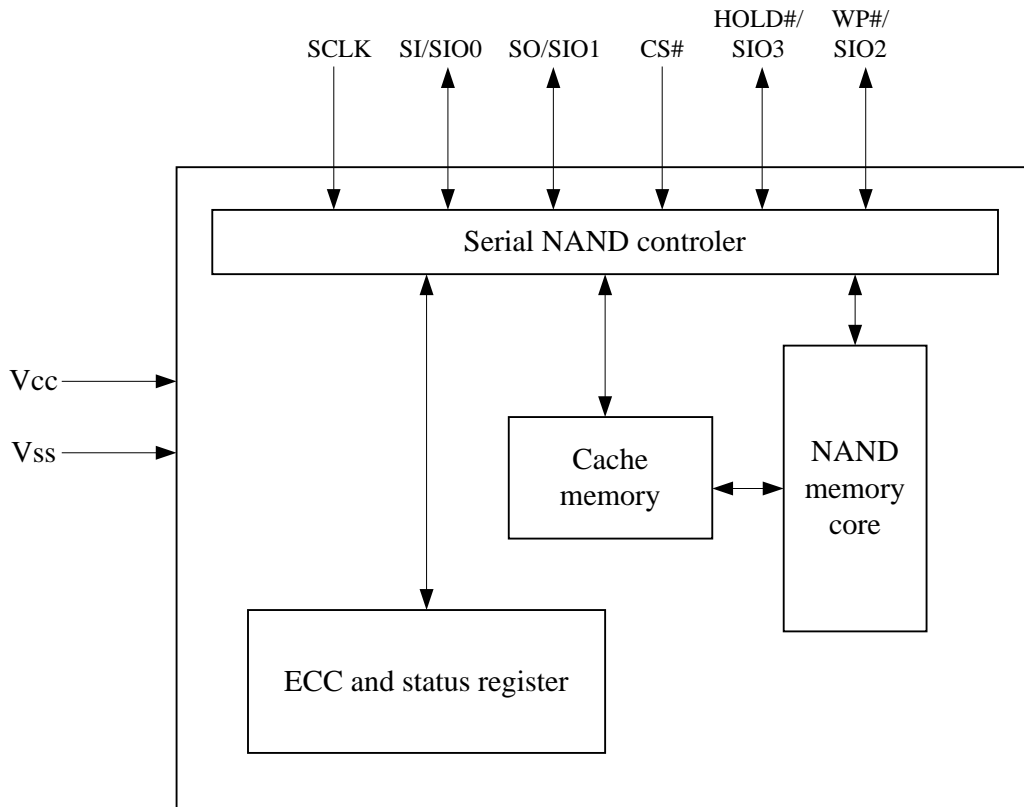 SCLK SI/SIO0 SO/SIO1 CS# HOLD#/ WP#/
SIO3 SIO2
Serial NAND controler
Vcc
Vss
Cache
memory
NAND
memory
core
ECC and status register